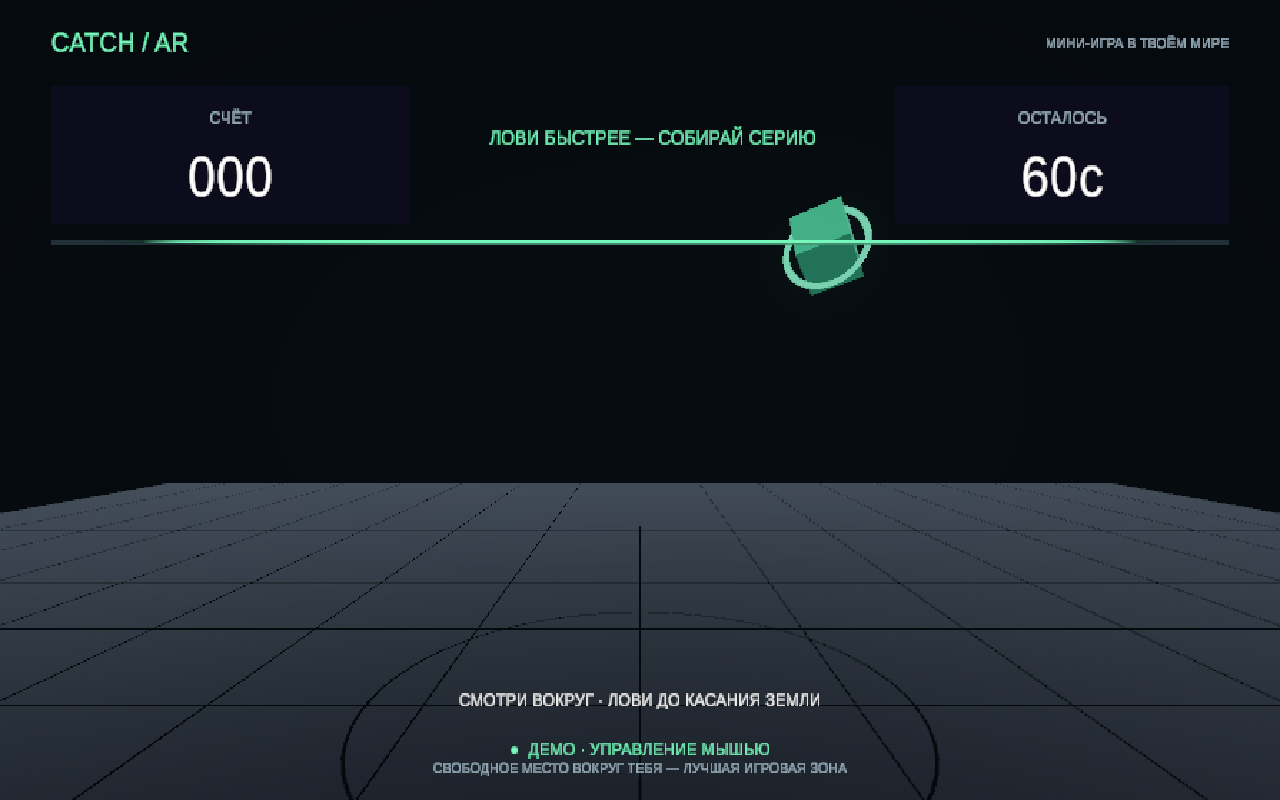 CATCH / AR
МИНИ-ИГРА В ТВОЁМ МИРЕ
СЧЁТ
000
ЛОВИ БЫСТРЕЕ — СОБИРАЙ СЕРИЮ
ОСТАЛОСЬ
60с
СМОТРИ ВОКРУГ · ЛОВИ ДО КАСАНИЯ ЗЕМЛИ
● ДЕМО · УПРАВЛЕНИЕ МЫШЬЮ
СВОБОДНОЕ МЕСТО ВОКРУГ ТЕБЯ — ЛУЧШАЯ ИГРОВАЯ ЗОНА